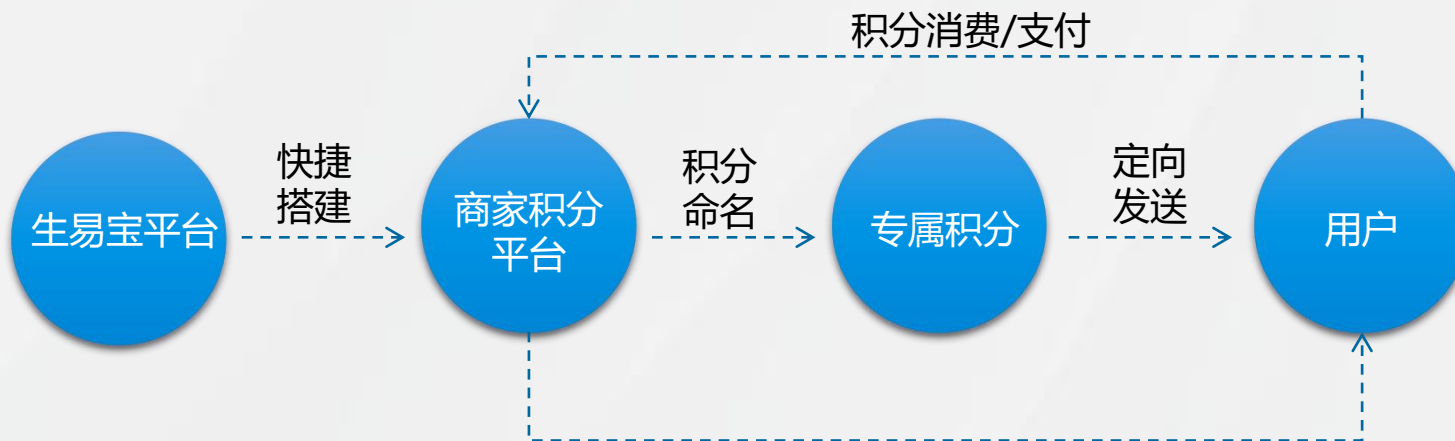 积分消费/支付
生易宝平台
快捷
搭建
商家积分
平台
积分
命名
专属积分
定向
发送
用户